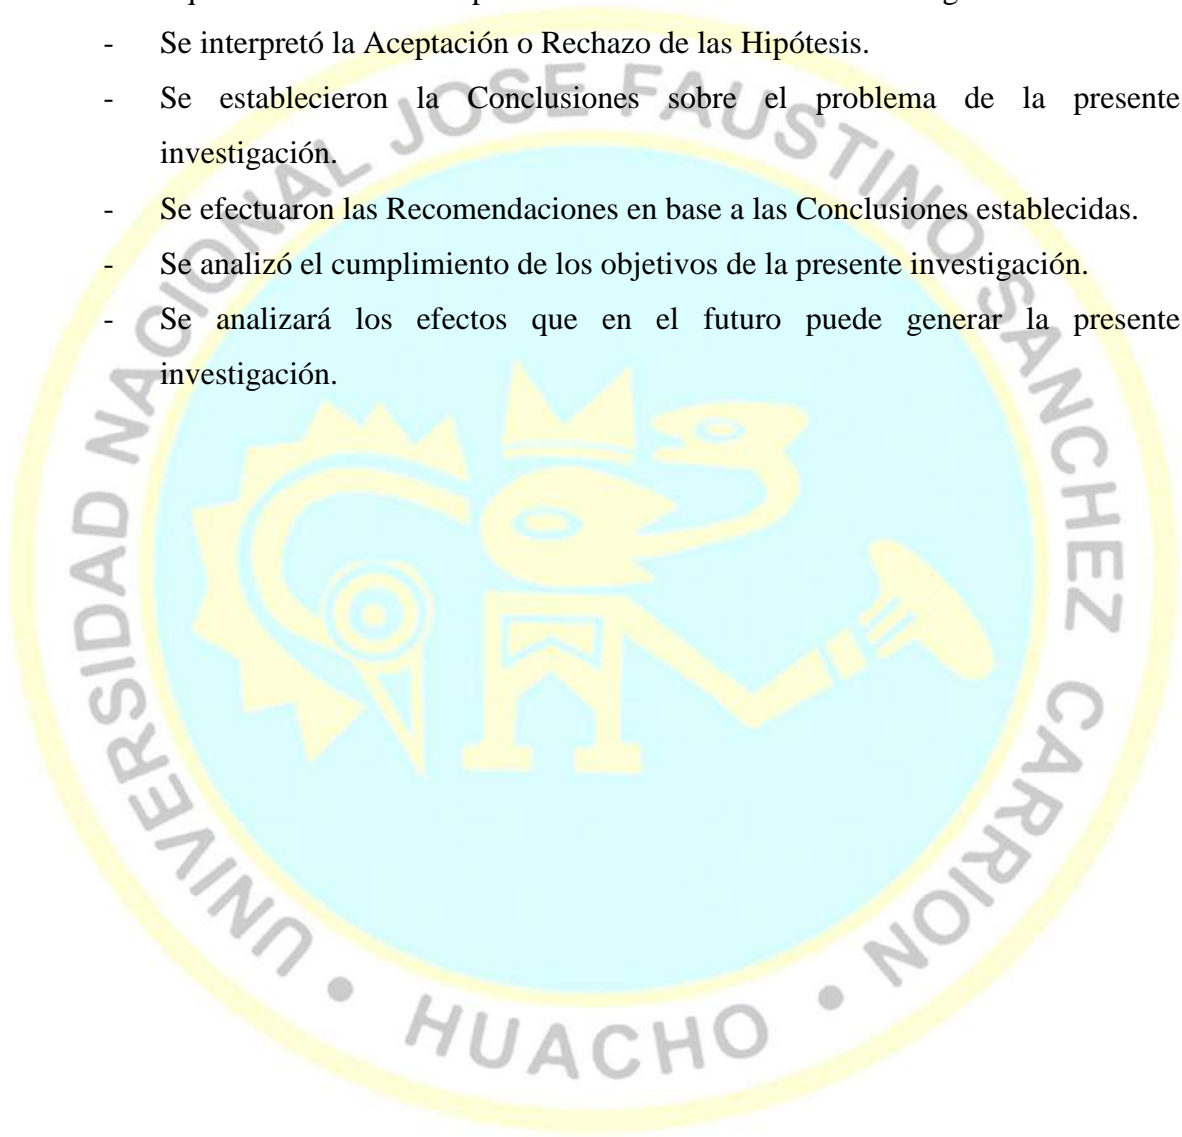 - Se interpretó la Aceptación o Rechazo de las Hipótesis.
- Se establecieron la Conclusiones sobre el problema de la presente
investigación.
- Se efectuaron las Recomendaciones en base a las Conclusiones establecidas.
- Se analizó el cumplimiento de los objetivos de la presente investigación.
- Se analizará los efectos que en el futuro puede generar la presente
investigación.
UNIVERSIDAD NACIONAL JOSE FAUSTINO SANCHEZ CARRION • HUACHO •